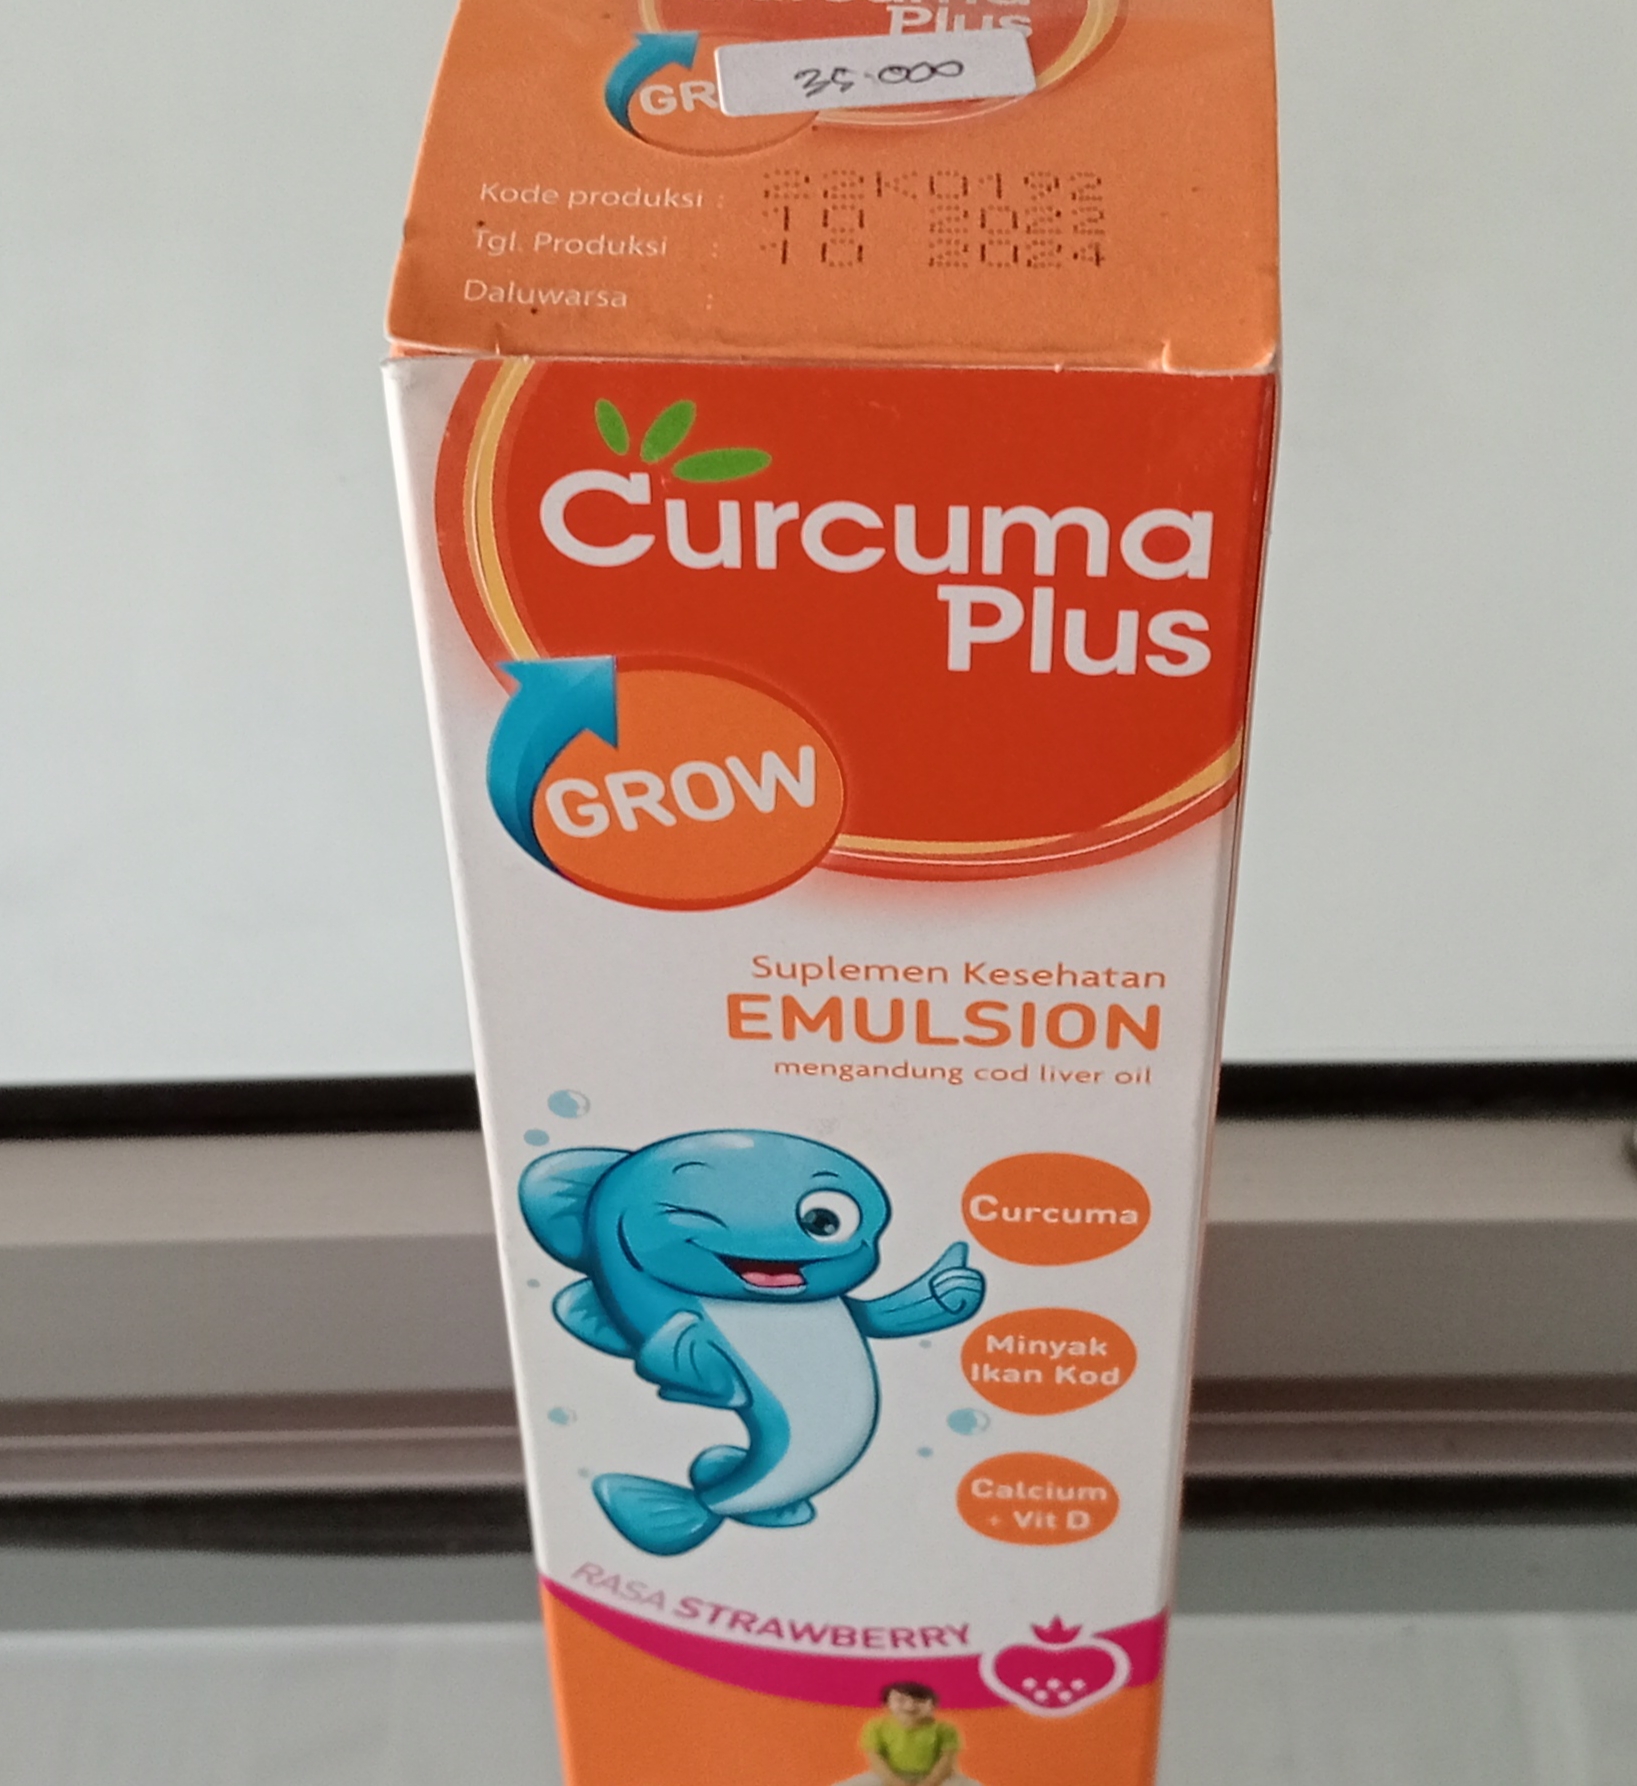 Plus
35.000
GR
Kode produksi : 22K0192
Tgl. Produksi : 10 2022
Daluwarsa : 10 2024
Curcuma
Plus
GROW
Suplemen Kesehatan
EMULSION
mengandung cod liver oil
Curcuma
Minyak
Ikan Kod
Calcium
+ Vit D
RASA STRAWBERRY